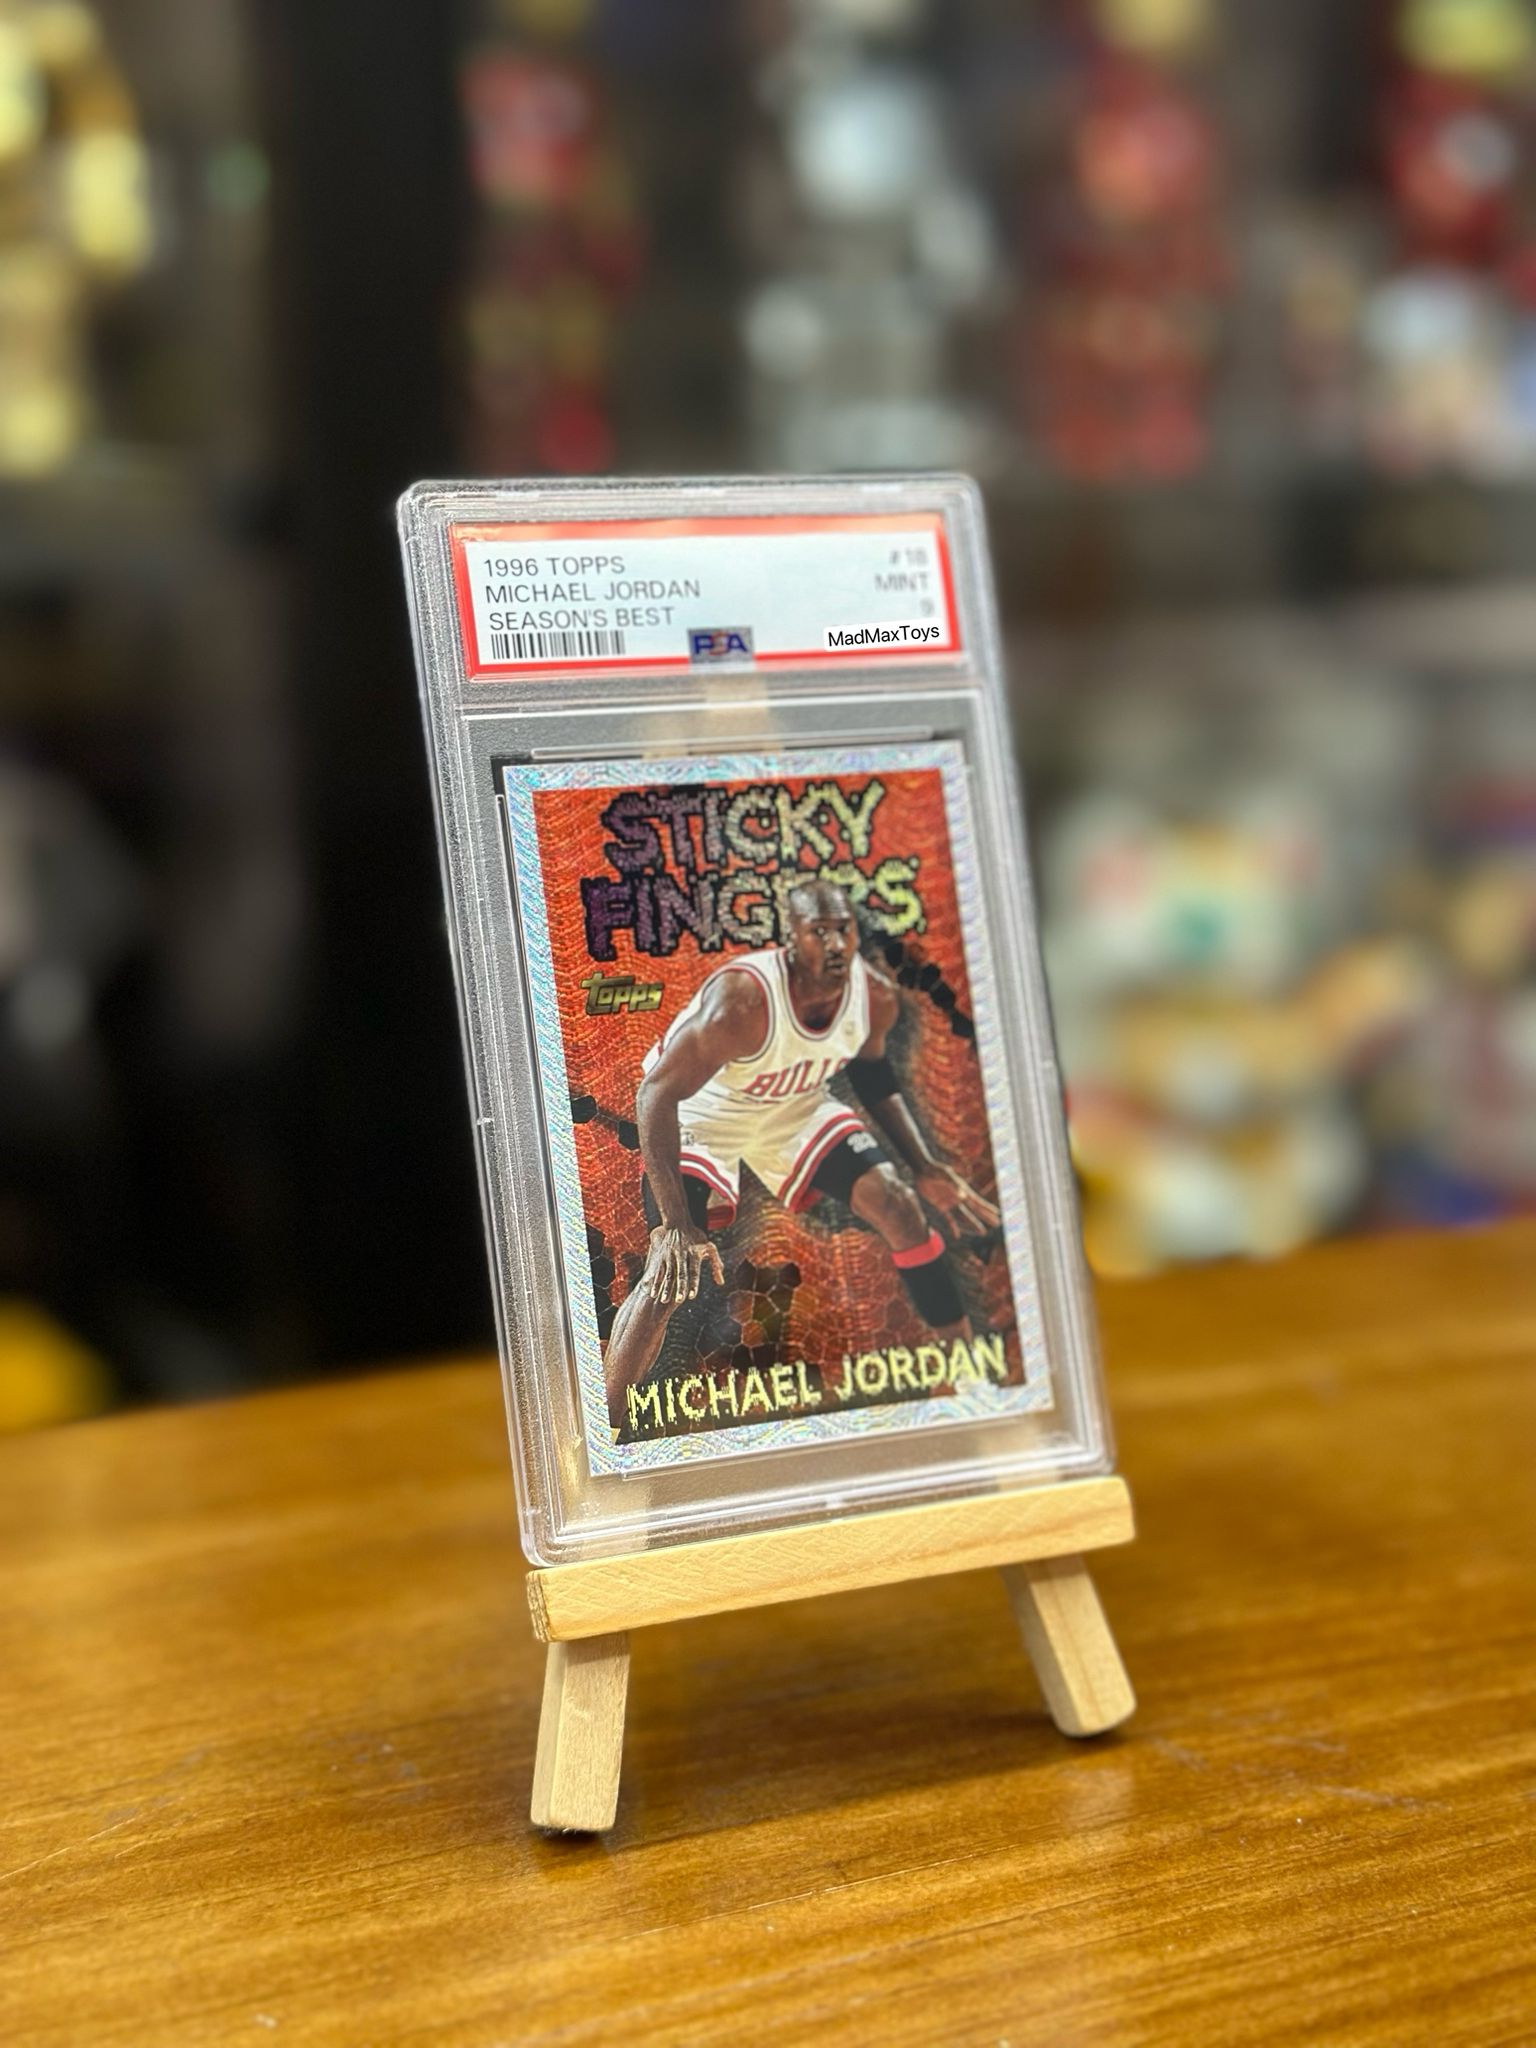 1996 TOPPS #18
MICHAEL JORDAN MINT
SEASON'S BEST 9
PSA
MadMaxToys
STICKY
FINGERS
Topps
BULLS
MICHAEL JORDAN